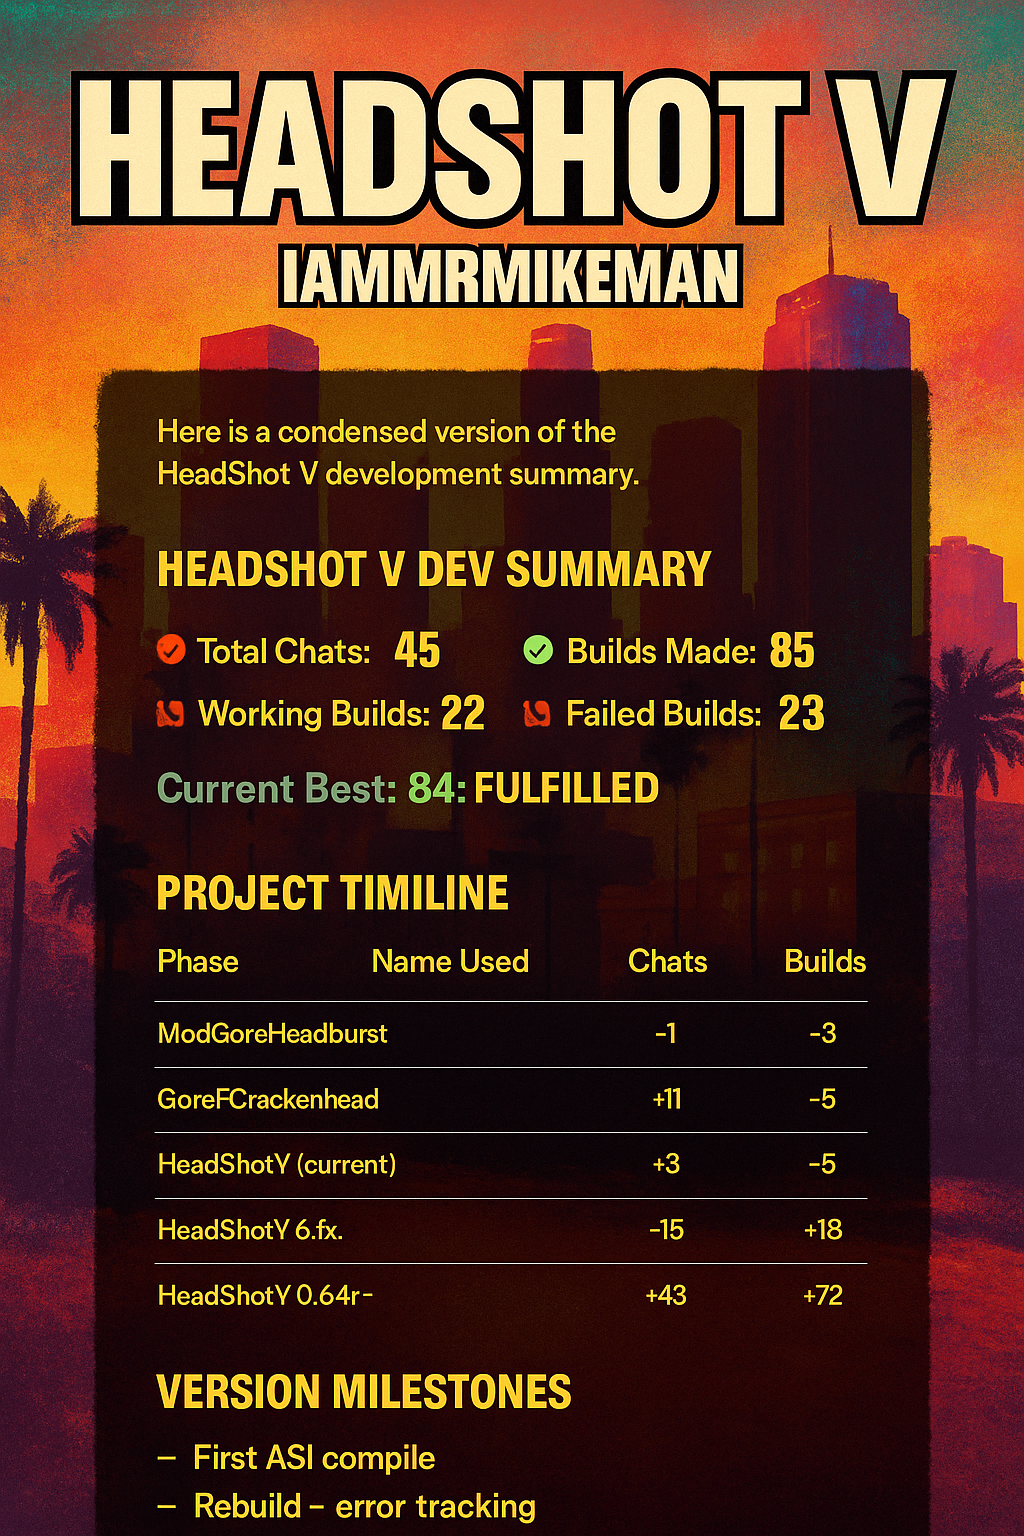 HEADSHOT V
IAMMRMIKEMAN
Here is a condensed version of the
HeadShot V development summary.
HEADSHOT V DEV SUMMARY
Total Chats: 45 Builds Made: 85
Working Builds: 22 Failed Builds: 23
Current Best: 84: FULFILLED
PROJECT TIMILINE
Phase Name Used Chats Builds
ModGoreHeadburst -1 -3
GoreFCrackenhead +11 -5
HeadShotY (current) +3 -5
HeadShotY 6.fx. -15 +18
HeadShotY 0.64r- +43 +72
VERSION MILESTONES
– First ASI compile
– Rebuild – error tracking